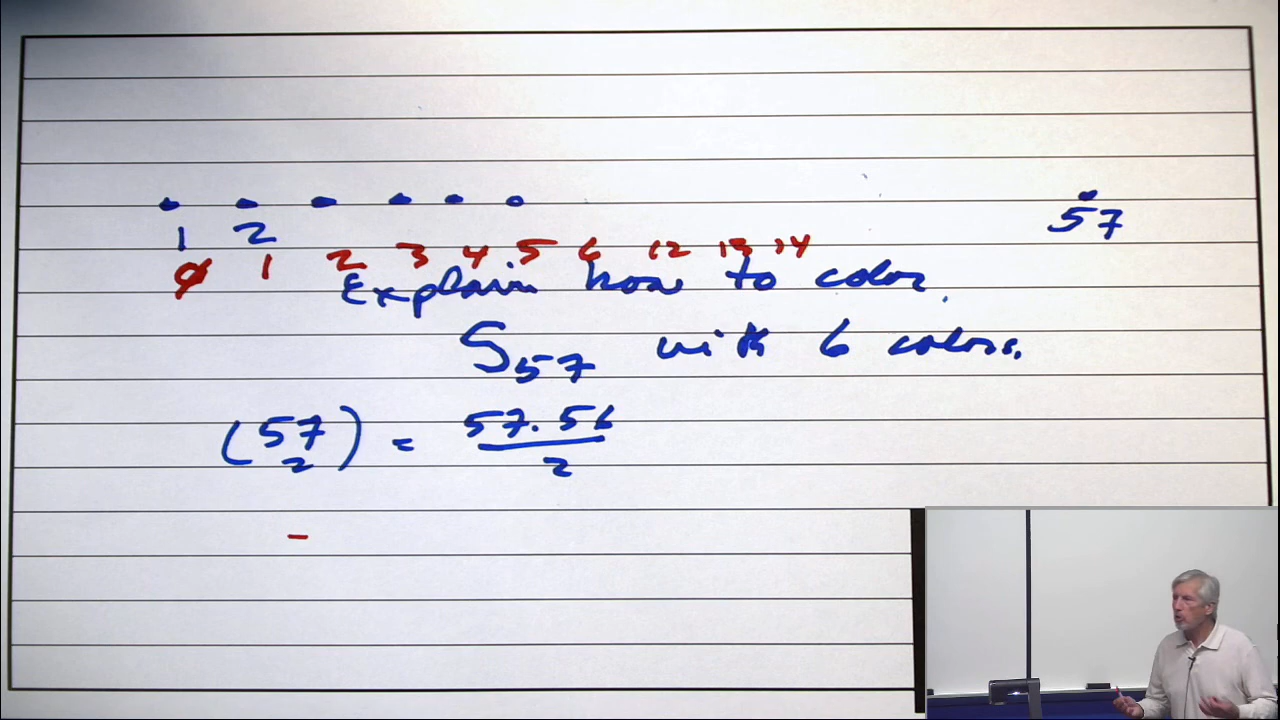 1 2 57
0 1 2 3 4 5 6 12 13 14
Explain how to color.
S57 with 6 colors.
(57 2) = 57.56 / 2